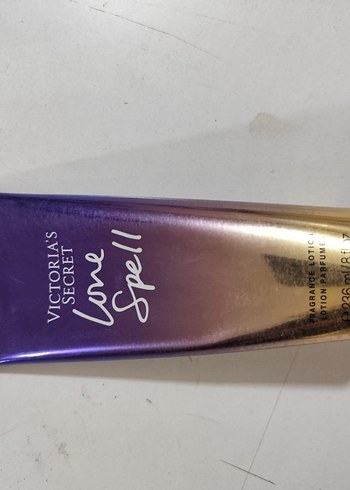 VICTORIA'S
SECRET
Love
Spell
FRAGRANCE LOTION
LOTION PARFUMÉE
236 ml/8 fl oz